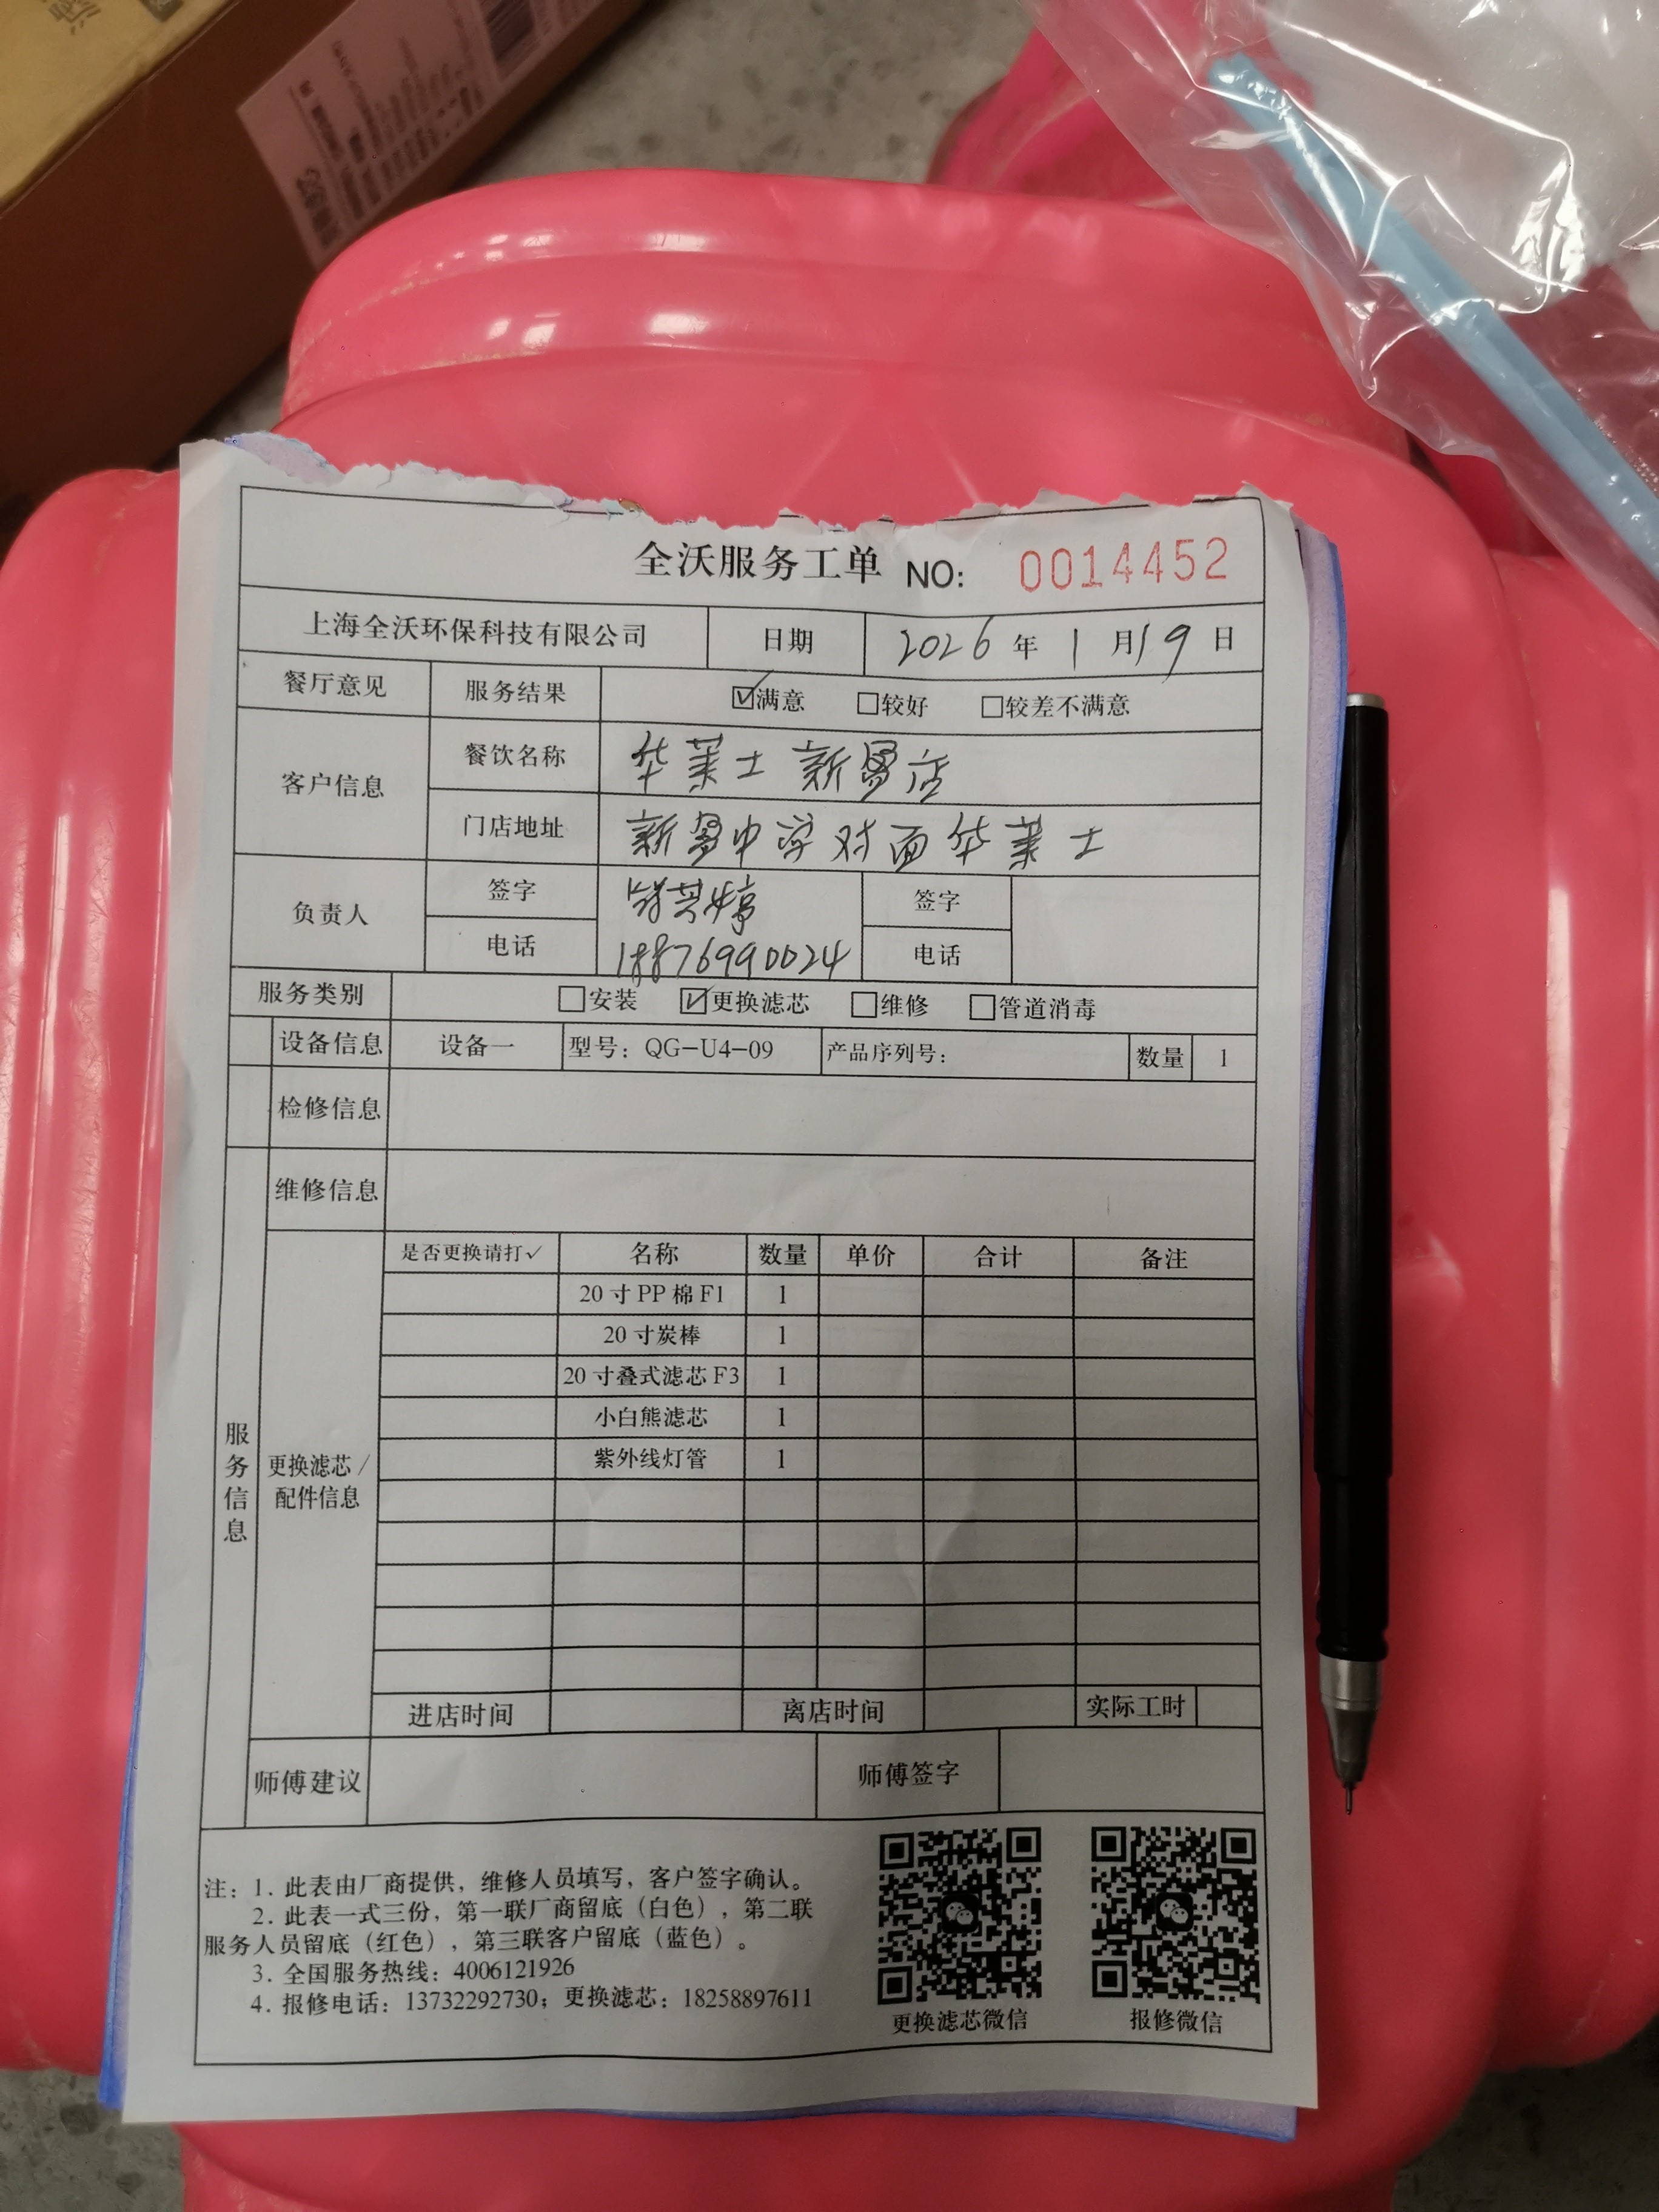 全沃服务工单 NO: 0014452
上海全沃环保科技有限公司 日期 2026 年 1 月 19 日
餐厅意见 服务结果 ☑满意 □较好 □较差不满意
客户信息 餐饮名称 华莱士 新 店
门店地址 新 中学对面华莱士
负责人 签字 签字
电话 18876990024 电话
服务类别 □安装 ☑更换滤芯 □维修 □管道消毒
设备信息 设备一 型号：QG-U4-09 产品序列号： 数量 1
检修信息
维修信息
服务信息
更换滤芯/配件信息
是否更换请打✓ 名称 数量 单价 合计 备注
20寸PP棉F1 1
20寸炭棒 1
20寸叠式滤芯F3 1
小白熊滤芯 1
紫外线灯管 1
进店时间 离店时间 实际工时
师傅建议 师傅签字
注：1. 此表由厂商提供，维修人员填写，客户签字确认。
2. 此表一式三份，第一联厂商留底（白色），第二联
服务人员留底（红色），第三联客户留底（蓝色）。
3. 全国服务热线：4006121926
4. 报修电话：13732292730；更换滤芯：18258897611
更换滤芯微信 报修微信